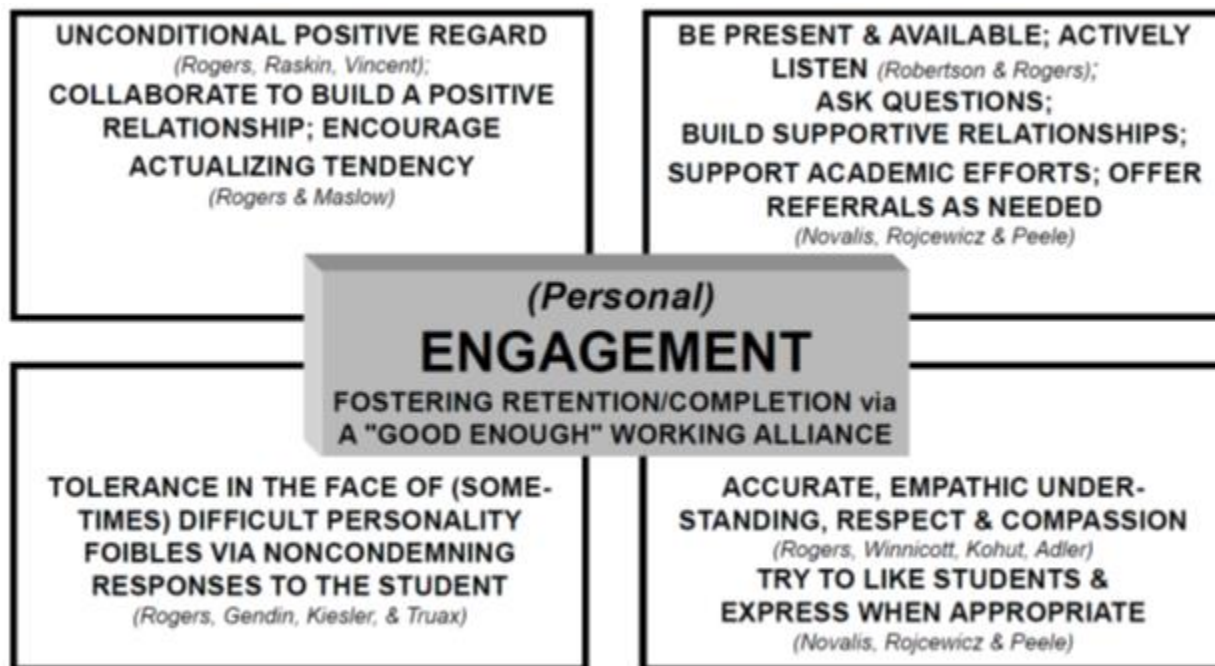 UNCONDITIONAL POSITIVE REGARD
(Rogers, Raskin, Vincent);
COLLABORATE TO BUILD A POSITIVE
RELATIONSHIP; ENCOURAGE
ACTUALIZING TENDENCY
(Rogers & Maslow)
BE PRESENT & AVAILABLE; ACTIVELY
LISTEN (Robertson & Rogers);
ASK QUESTIONS;
BUILD SUPPORTIVE RELATIONSHIPS;
SUPPORT ACADEMIC EFFORTS; OFFER
REFERRALS AS NEEDED
(Novalis, Rojcewicz & Peele)
(Personal)
ENGAGEMENT
FOSTERING RETENTION/COMPLETION via
A "GOOD ENOUGH" WORKING ALLIANCE
TOLERANCE IN THE FACE OF (SOME-
TIMES) DIFFICULT PERSONALITY
FOIBLES VIA NONCONDEMNING
RESPONSES TO THE STUDENT
(Rogers, Gendin, Kiesler, & Truax)
ACCURATE, EMPATHIC UNDER-
STANDING, RESPECT & COMPASSION
(Rogers, Winnicott, Kohut, Adler)
TRY TO LIKE STUDENTS &
EXPRESS WHEN APPROPRIATE
(Novalis, Rojcewicz & Peele)